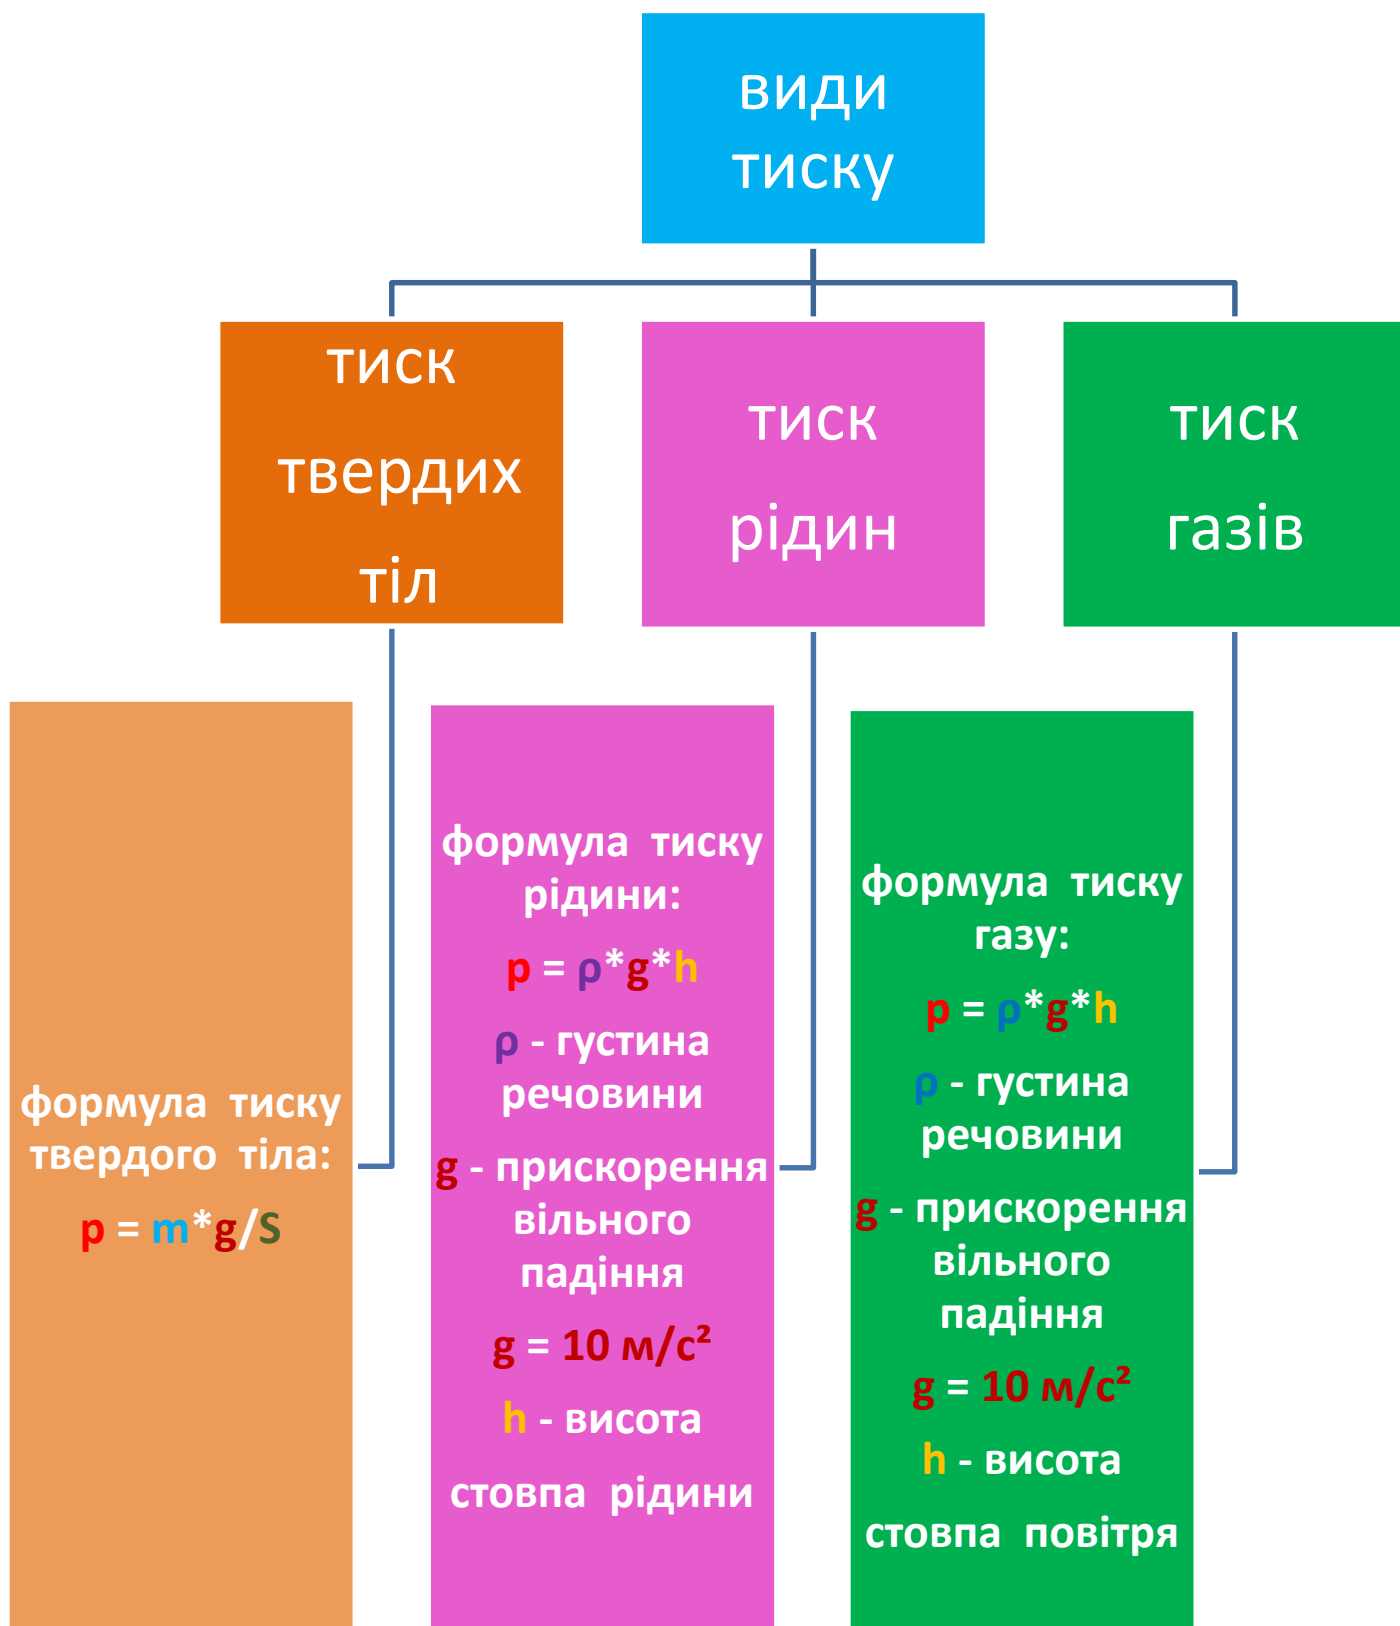 види
тиску
тиск
твердих
тіл
тиск
рідин
тиск
газів
формула тиску
твердого тіла:
p = m*g/S
формула тиску
рідини:
p = ρ*g*h
ρ - густина
речовини
g - прискорення
вільного
падіння
g = 10 м/с²
h - висота
стовпа рідини
формула тиску
газу:
p = ρ*g*h
ρ - густина
речовини
g - прискорення
вільного
падіння
g = 10 м/с²
h - висота
стовпа повітря